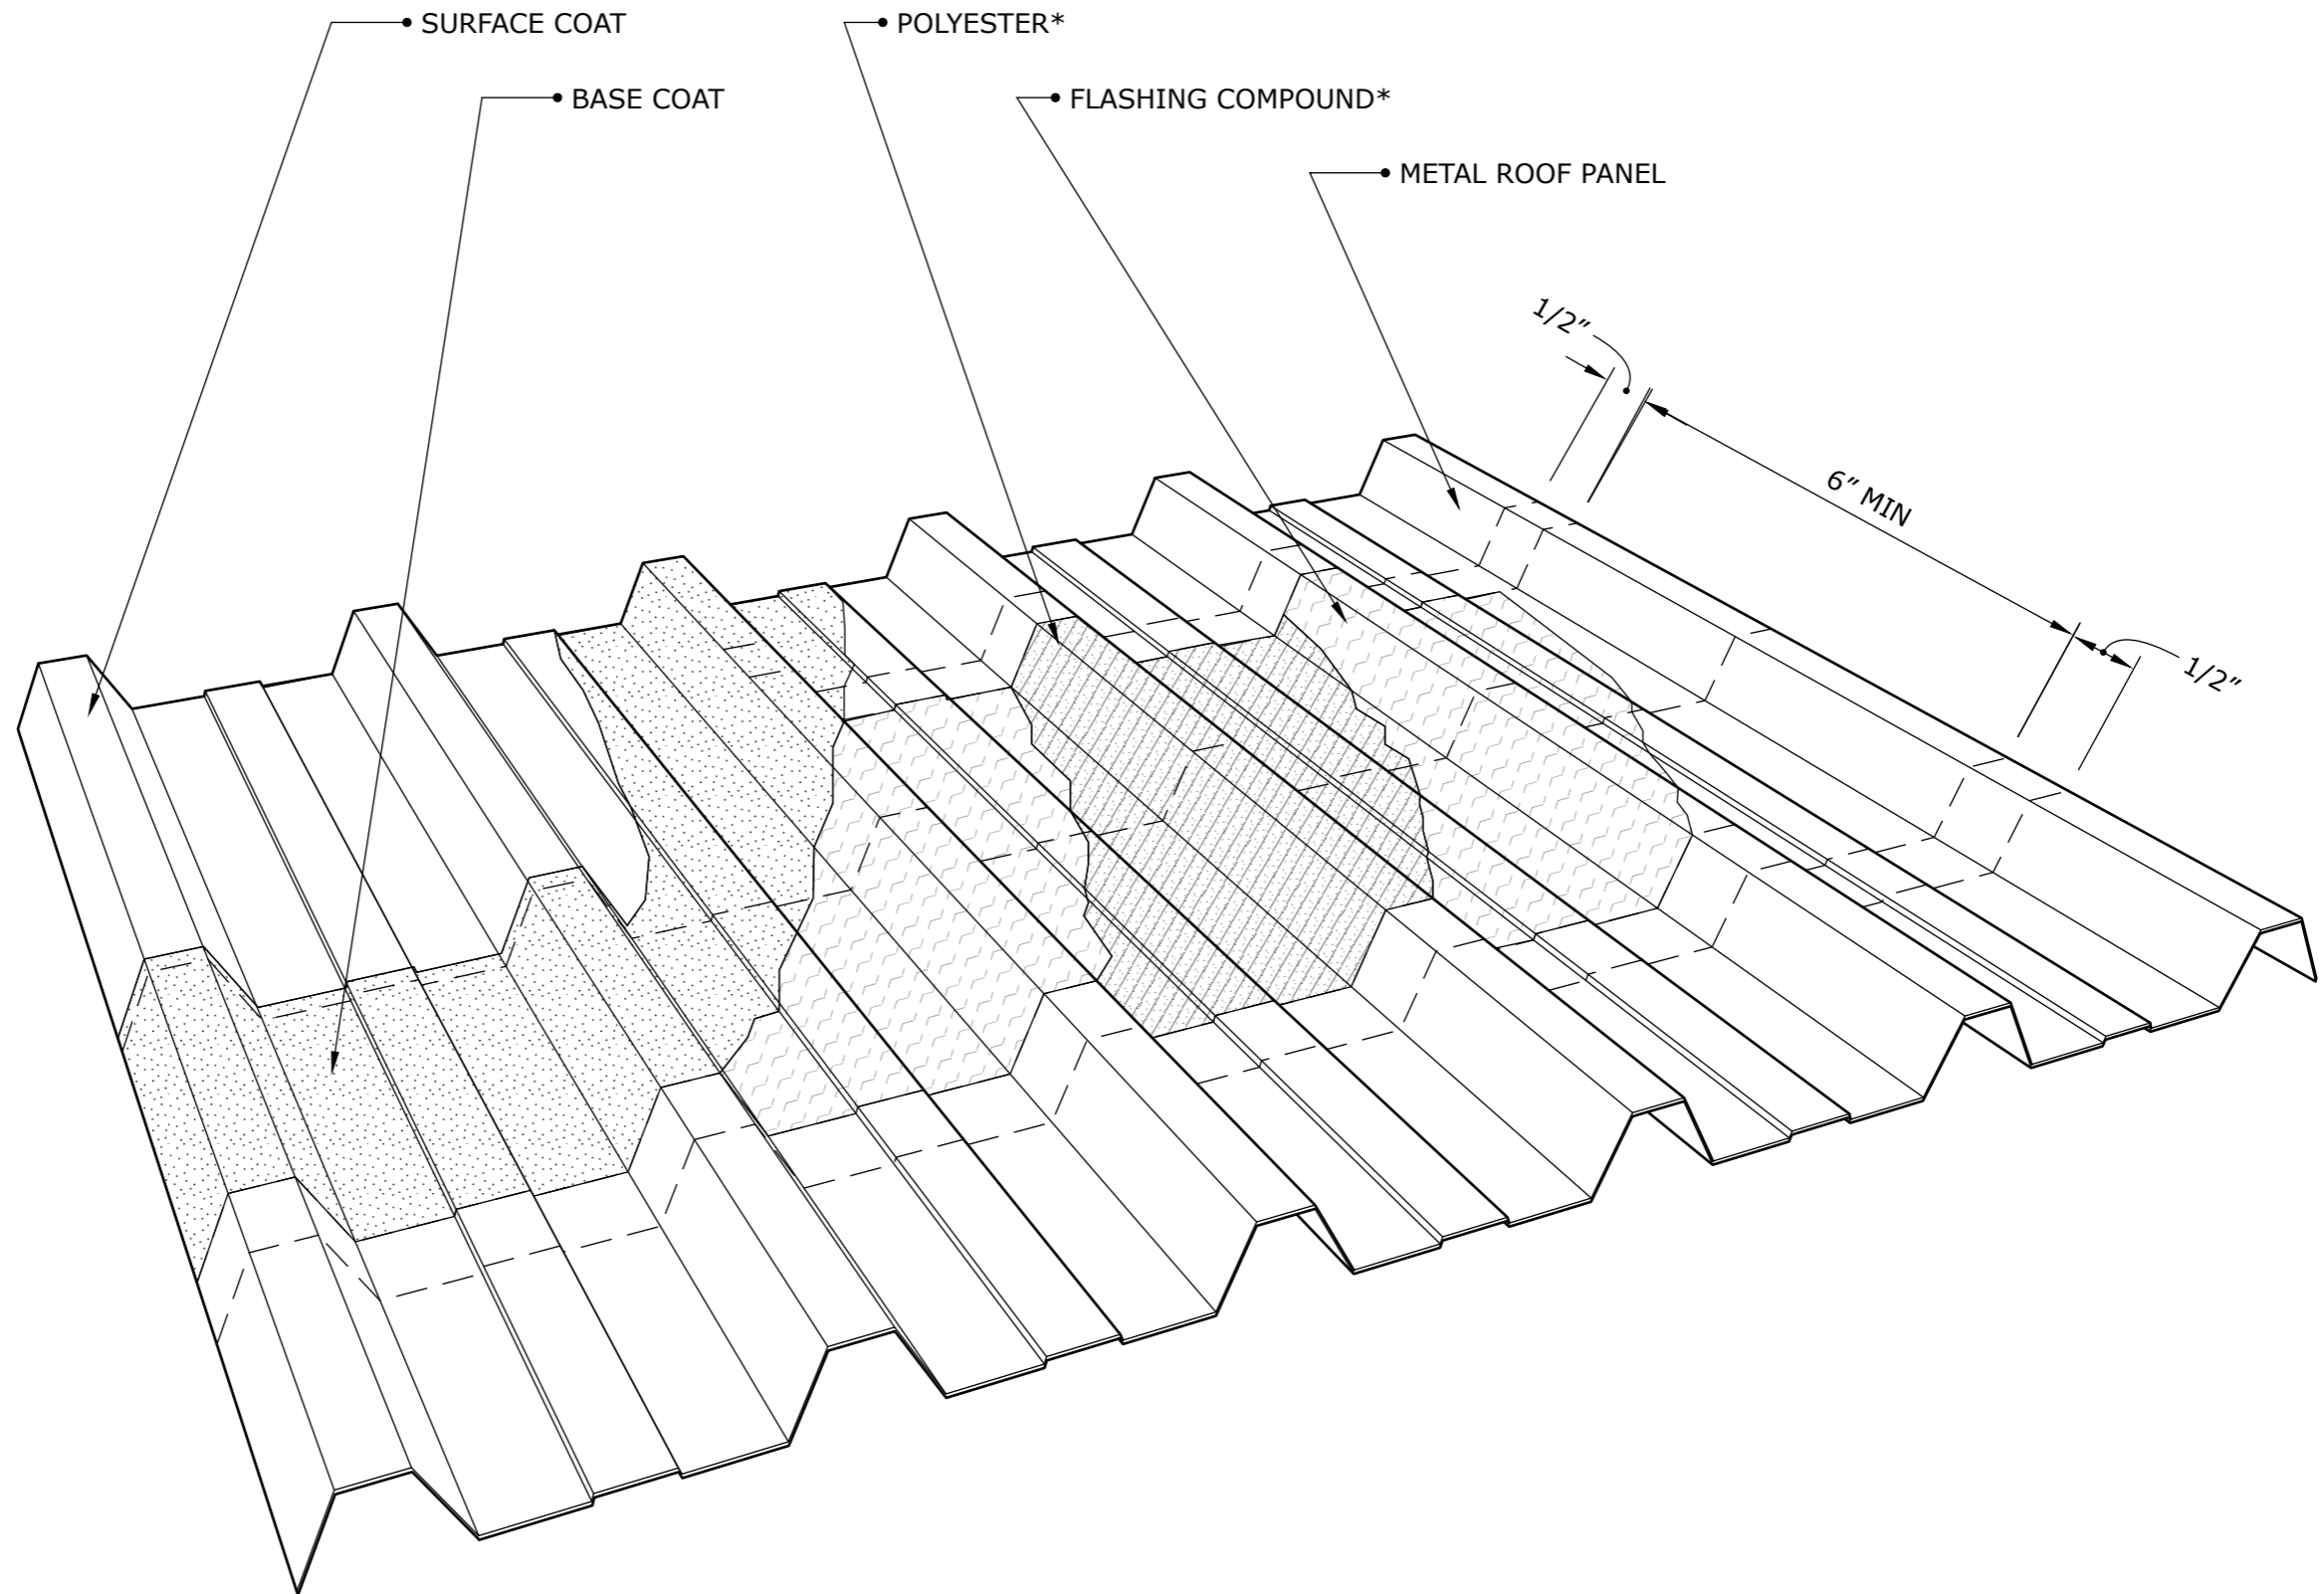 SURFACE COAT
POLYESTER*
BASE COAT
FLASHING COMPOUND*
METAL ROOF PANEL
1/2"
6" MIN
1/2"